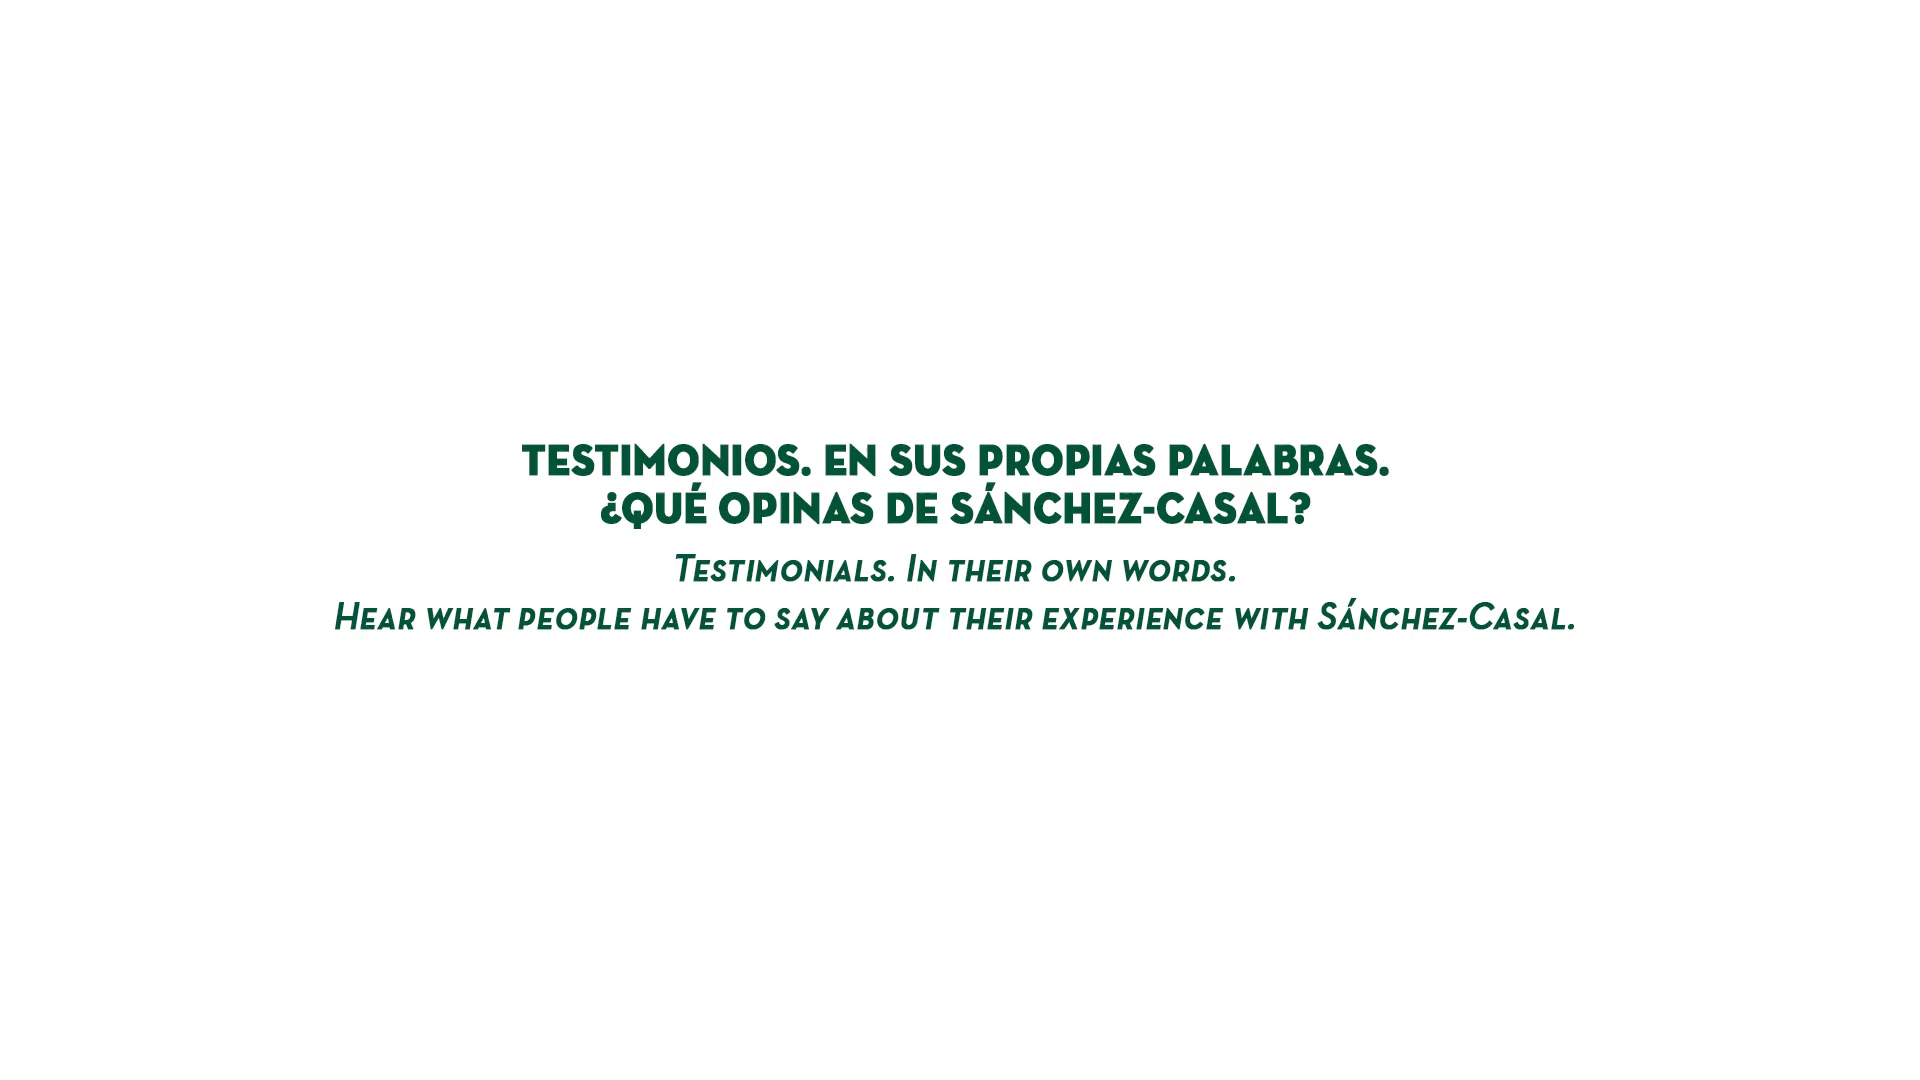 TESTIMONIOS. EN SUS PROPIAS PALABRAS.
¿QUÉ OPINAS DE SÁNCHEZ-CASAL?
Testimonials. In their own words.
Hear what people have to say about their experience with Sánchez-Casal.